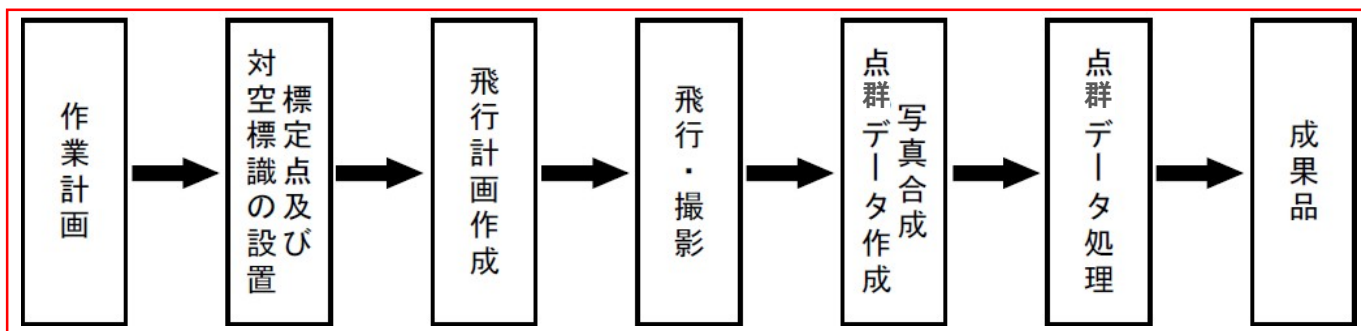 作業計画
標定点及び
対空標識の設置
飛行計画作成
飛行・撮影
写真合成
点群データ作成
点群データ処理
成果品